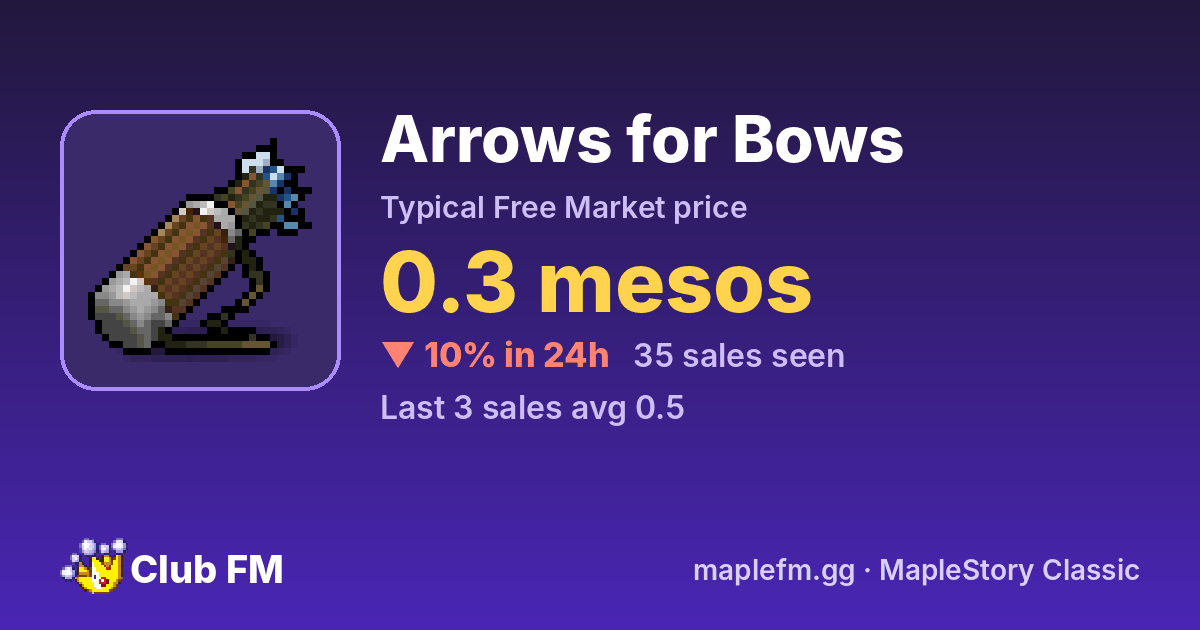 Arrows for Bows
Typical Free Market price
0.3 mesos
▼ 10% in 24h 35 sales seen
Last 3 sales avg 0.5
Club FM
maplefm.gg · MapleStory Classic